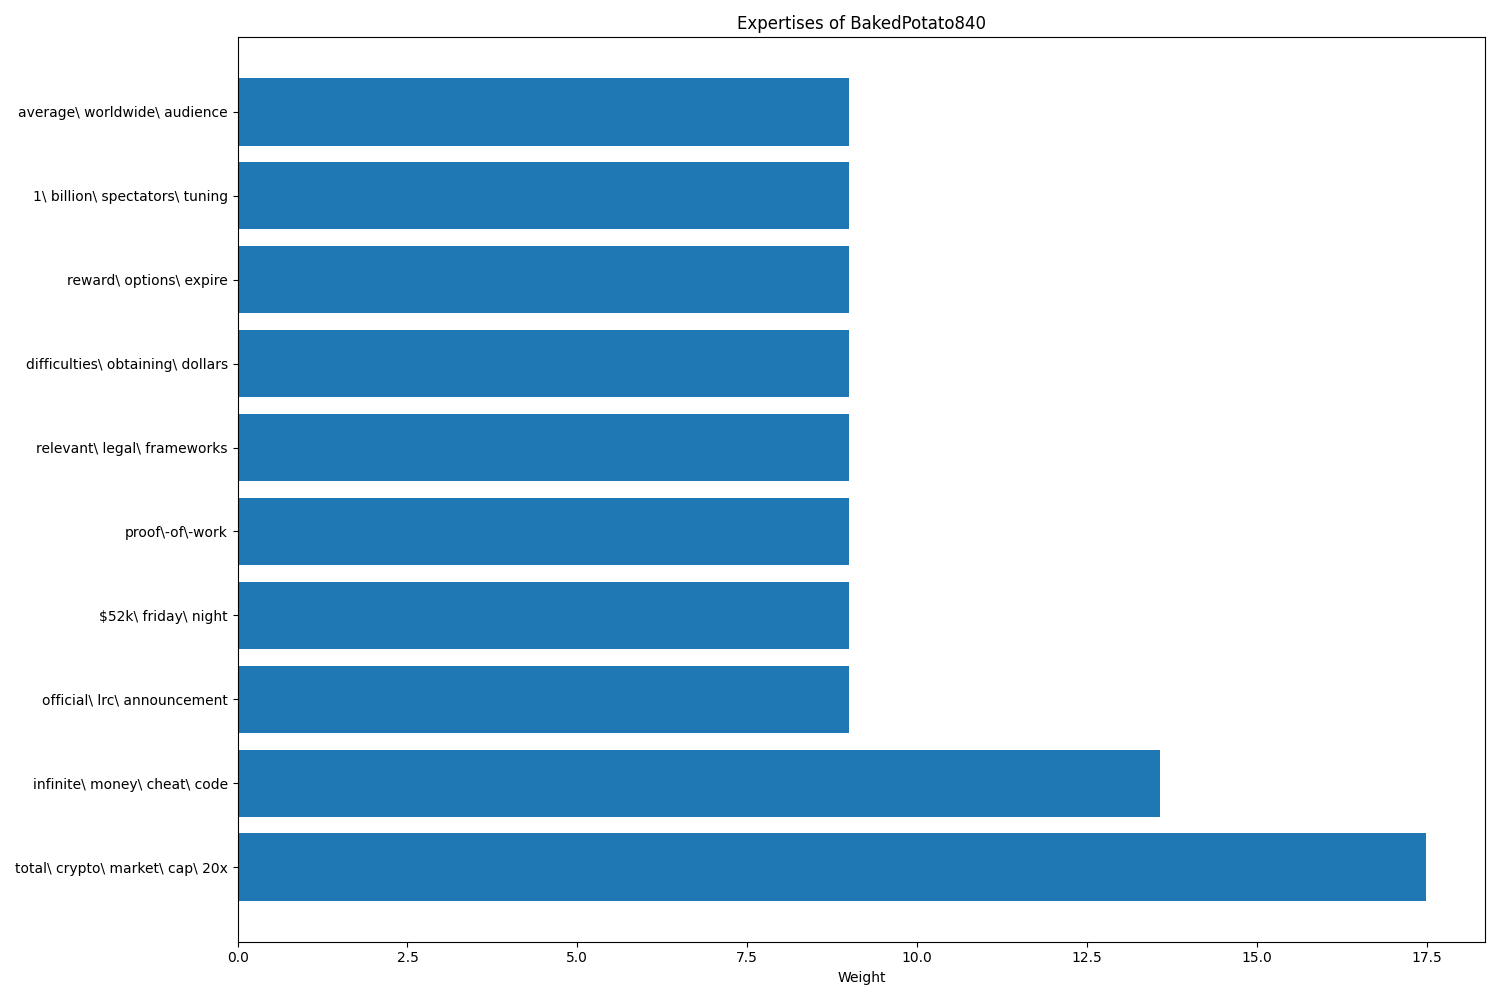 Expertises of BakedPotato840
average\ worldwide\ audience
1\ billion\ spectators\ tuning
reward\ options\ expire
difficulties\ obtaining\ dollars
relevant\ legal\ frameworks
proof\-of\-work
$52k\ friday\ night
official\ lrc\ announcement
infinite\ money\ cheat\ code
total\ crypto\ market\ cap\ 20x
0.0 2.5 5.0 7.5 10.0 12.5 15.0 17.5
Weight